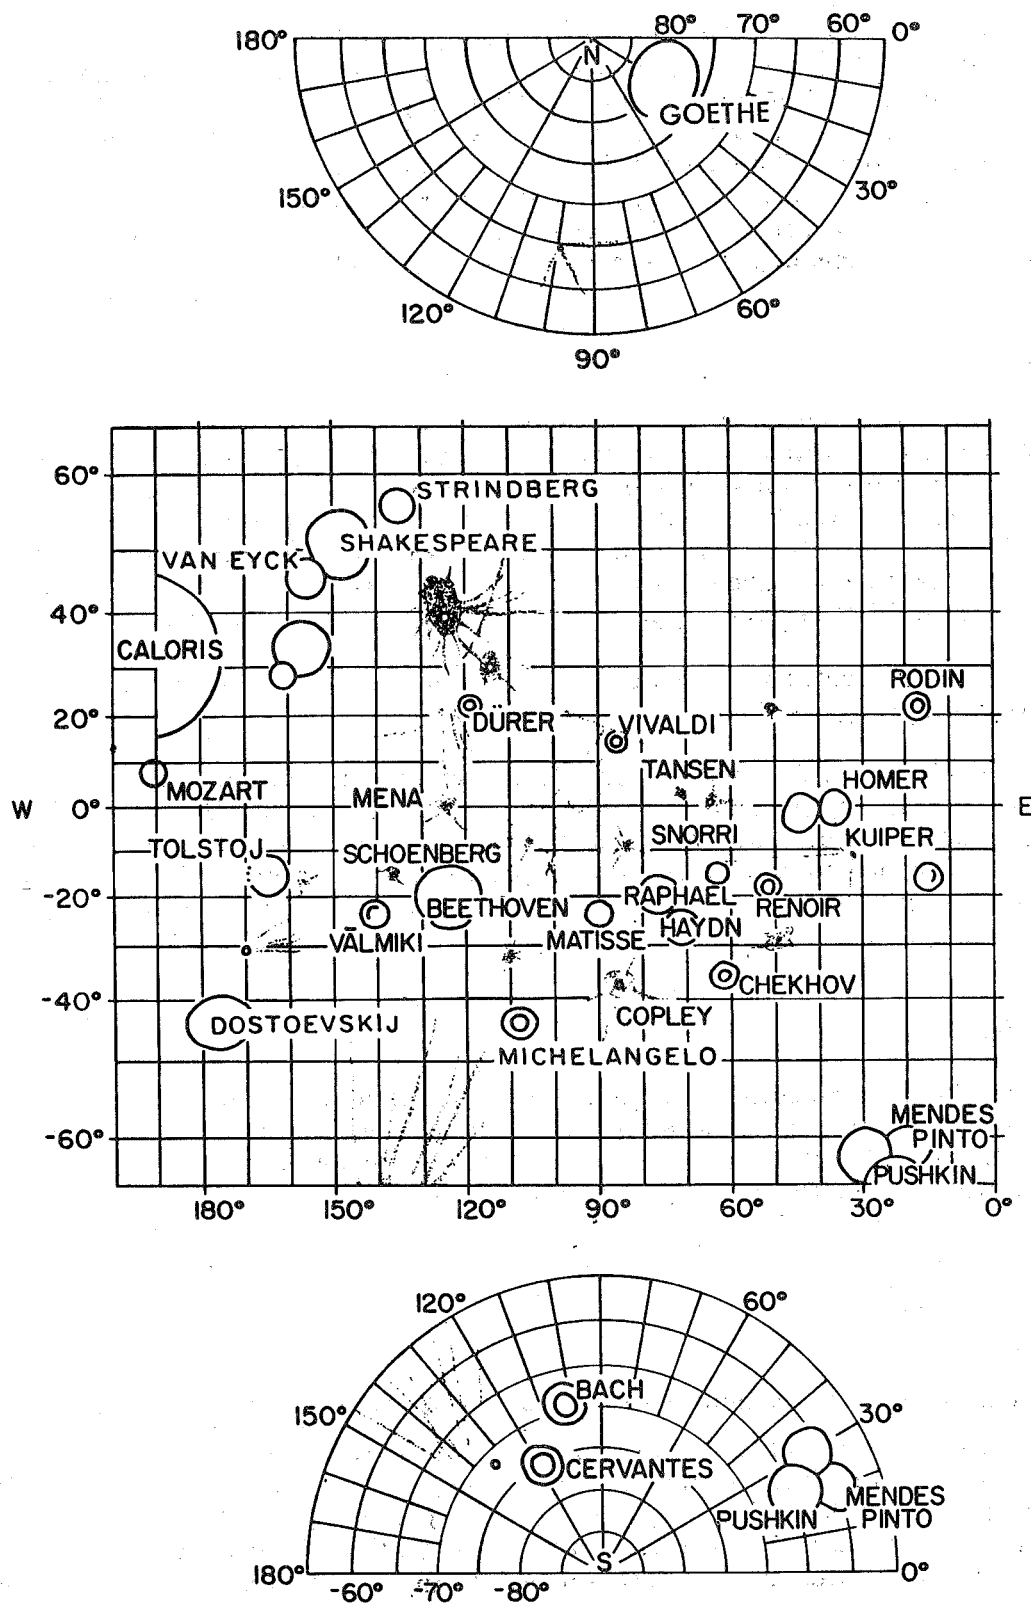 80° 70° 60° 0°
180° N
GOETHE
150° 30°
120° 60°
90°
60° STRINDBERG
SHAKESPEARE
VAN EYCK
40°
CALORIS
RODIN
20° DÜRER VIVALDI
TANSEN HOMER
MOZART MENA
W 0° E
SNORRI KUIPER
TOLSTOJ SCHOENBERG
-20° RAPHAEL
BEETHOVEN RENOIR
HAYDN
VĀLMIKI MATISSE
CHEKHOV
-40°
COPLEY
DOSTOEVSKIJ
MICHELANGELO
MENDES
-60° PINTO
PUSHKIN
180° 150° 120° 90° 60° 30° 0°
120° 60°
BACH
150° 30°
CERVANTES
MENDES
PUSHKIN PINTO
S
180° 0°
-60° -70° -80°